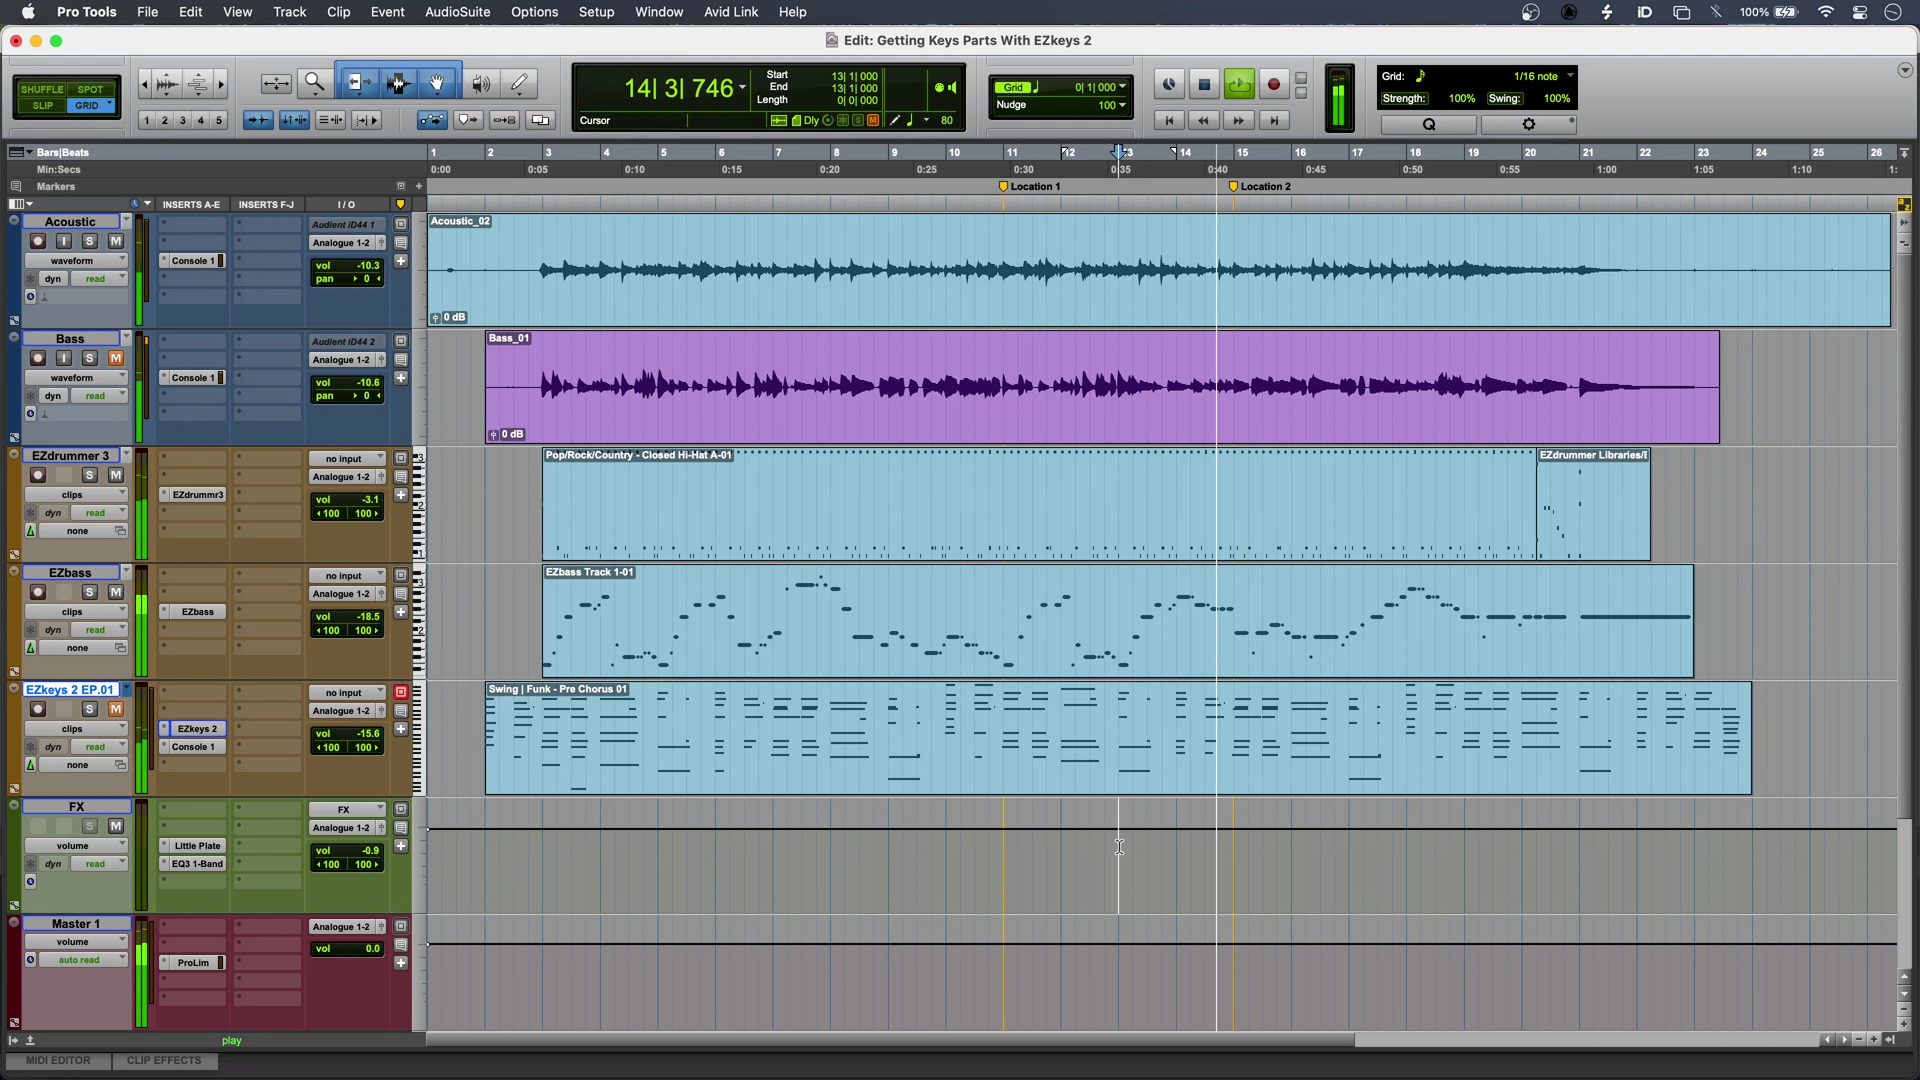 Pro Tools File Edit View Track Clip Event AudioSuite Options Setup Window Avid Link Help iD 100%
Edit: Getting Keys Parts With EZkeys 2
SHUFFLE SPOT
SLIP GRID
1 2 3 4 5
14| 3| 746
Start 13| 1| 000
End 13| 1| 000
Length 0| 0| 000
Cursor Dly S M 80
Grid 0| 1| 000
Nudge 100
Grid: 1/16 note
Strength: 100% Swing: 100%
Q
Bars|Beats 1 2 3 4 5 6 7 8 9 10 11 12 13 14 15 16 17 18 19 20 21 22 23 24 25 26
Min:Secs 0:00 0:05 0:10 0:15 0:20 0:25 0:30 0:35 0:40 0:45 0:50 0:55 1:00 1:05 1:10 1:
Markers Location 1 Location 2
INSERTS A-E INSERTS F-J I / O
a z
Acoustic Audient iD44 1 Acoustic_02
I S M Analogue 1-2
waveform Console 1
vol -10.3
dyn read pan 0
0 dB
Bass Audient iD44 2 Bass_01
I S M Analogue 1-2
waveform Console 1
vol -10.6
dyn read pan 0
0 dB
EZdrummer 3 no input 3 Pop/Rock/Country - Closed Hi-Hat A-01 EZdrummer Libraries/E
S M Analogue 1-2
clips EZdrummr3 vol -3.1
2
dyn read 100 100
none
1
EZbass no input 3 EZbass Track 1-01
S M Analogue 1-2
clips EZbass vol -18.5
dyn read 100 100 2
none
EZkeys 2 EP.01 no input Swing | Funk - Pre Chorus 01
S M Analogue 1-2
clips EZkeys 2 vol -15.6
dyn read Console 1 100 100
none
FX FX
S M Analogue 1-2
volume Little Plate vol -0.9
dyn read EQ3 1-Band 100 100
Master 1 Analogue 1-2
volume vol 0.0
auto read ProLim
play
MIDI EDITOR CLIP EFFECTS